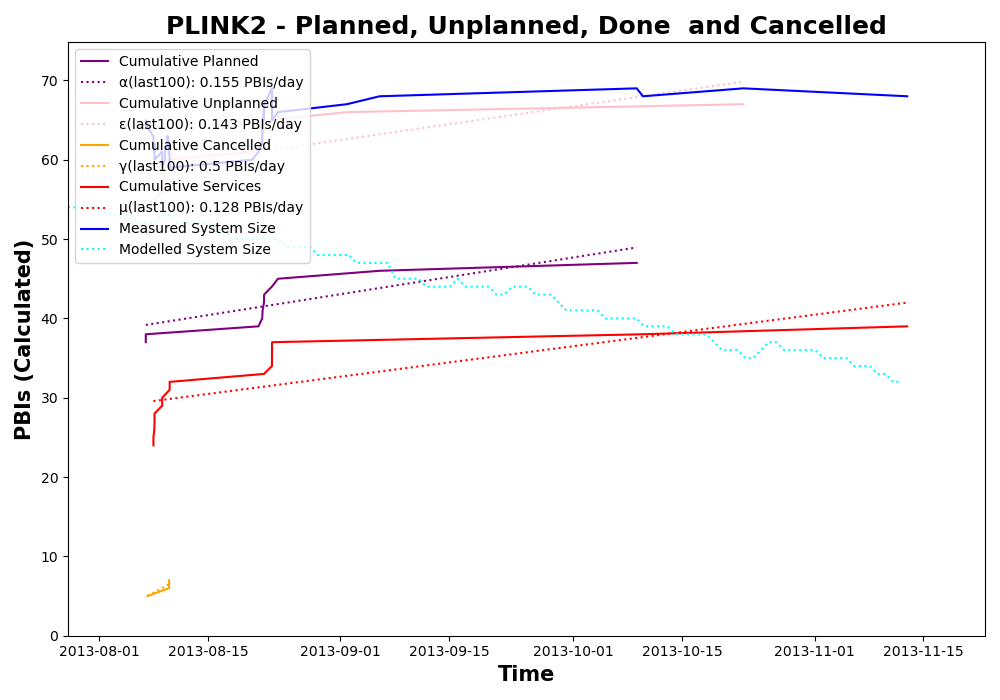 PLINK2 - Planned, Unplanned, Done  and Cancelled
Cumulative Planned
α(last100): 0.155 PBIs/day
Cumulative Unplanned
ε(last100): 0.143 PBIs/day
Cumulative Cancelled
γ(last100): 0.5 PBIs/day
Cumulative Services
μ(last100): 0.128 PBIs/day
Measured System Size
Modelled System Size
PBIs (Calculated)
70
60
50
40
30
20
10
0
2013-08-01
2013-08-15
2013-09-01
2013-09-15
2013-10-01
2013-10-15
2013-11-01
2013-11-15
Time